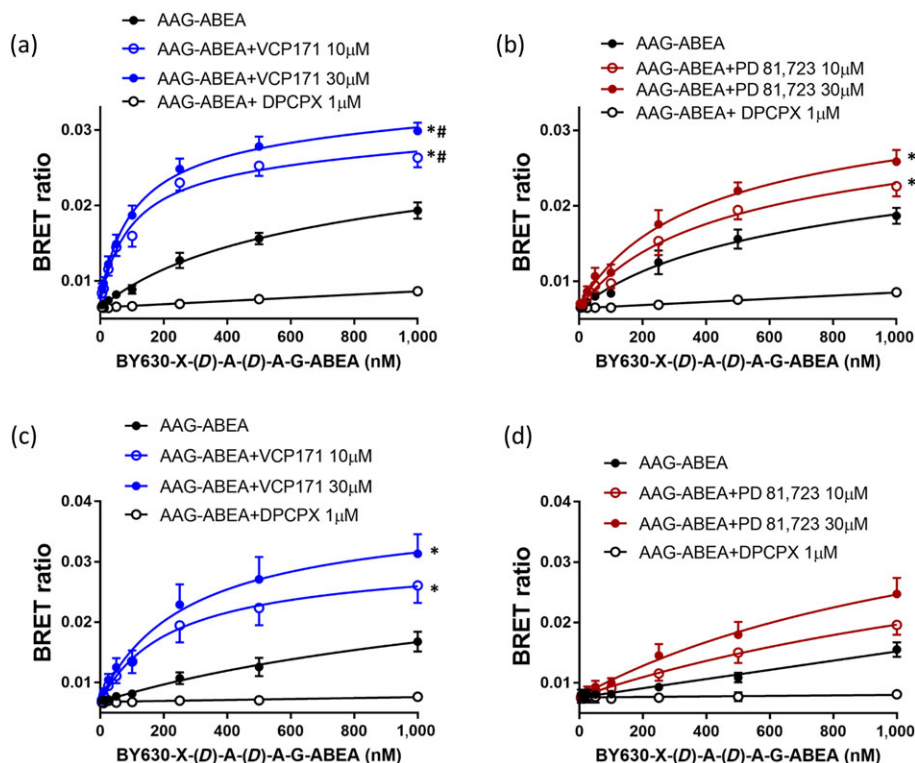 (a)
AAG-ABEA
AAG-ABEA+VCP171 10μM
AAG-ABEA+VCP171 30μM
AAG-ABEA+ DPCPX 1μM
BRET ratio
0.03
0.02
0.01
*#
*#
0 200 400 600 800 1,000
BY630-X-(D)-A-(D)-A-G-ABEA (nM)
(b)
AAG-ABEA
AAG-ABEA+PD 81,723 10μM
AAG-ABEA+PD 81,723 30μM
AAG-ABEA+ DPCPX 1μM
BRET ratio
0.03
0.02
0.01
*
*
0 200 400 600 800 1,000
BY630-X-(D)-A-(D)-A-G-ABEA (nM)
(c)
AAG-ABEA
AAG-ABEA+VCP171 10μM
AAG-ABEA+VCP171 30μM
AAG-ABEA+DPCPX 1μM
BRET ratio
0.04
0.03
0.02
0.01
*
*
0 200 400 600 800 1,000
BY630-X-(D)-A-(D)-A-G-ABEA (nM)
(d)
AAG-ABEA
AAG-ABEA+PD 81,723 10μM
AAG-ABEA+PD 81,723 30μM
AAG-ABEA+DPCPX 1μM
BRET ratio
0.04
0.03
0.02
0.01
0 200 400 600 800 1,000
BY630-X-(D)-A-(D)-A-G-ABEA (nM)